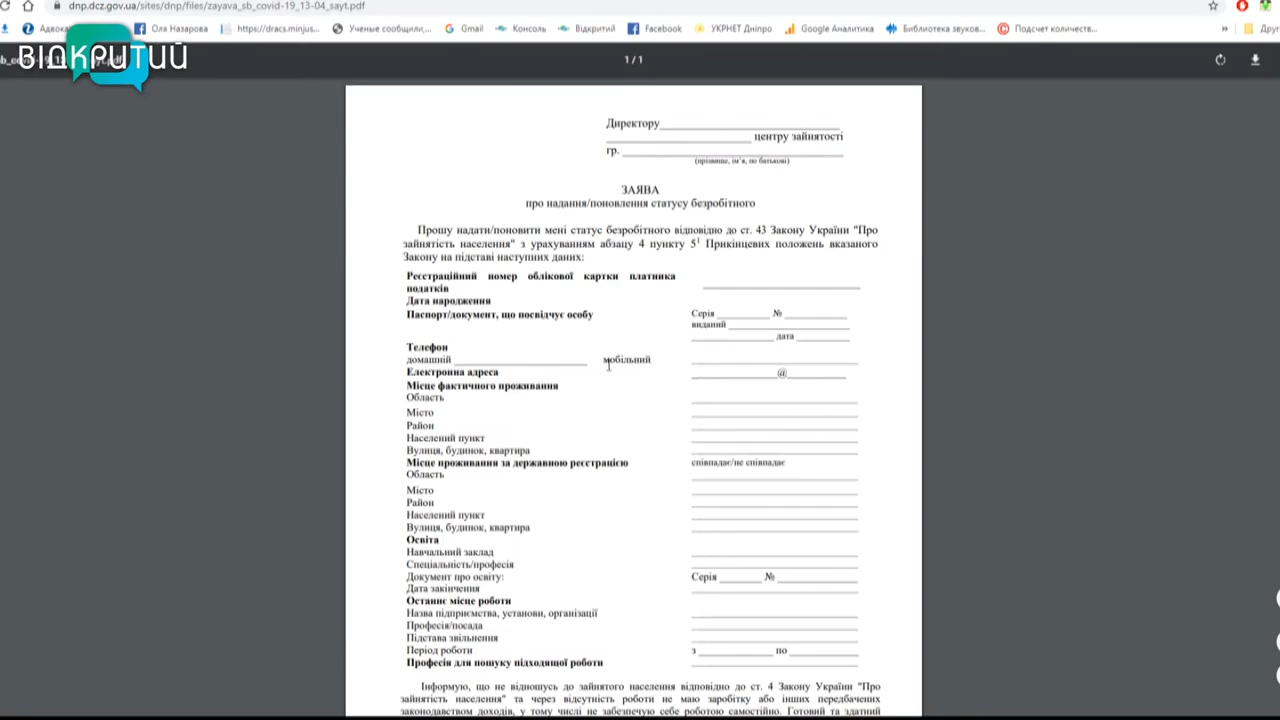 dnp.dcz.gov.ua/sites/dnp/files/zayava_sb_covid-19_13-04_sayt.pdf
Адвока Оля Назарова https://dracs.minjus... Ученые сообщили,... Gmail Консоль Відкритий Facebook УКРНЕТ Дніпро Google Аналитика Библиотека звуков... Подсчет количеств... » Друг
ВІДКРИТИЙ
1 / 1
Директору
центру зайнятості
гр.
(прізвище, ім'я, по батькові)
ЗАЯВА
про надання/поновлення статусу безробітного
Прошу надати/поновити мені статус безробітного відповідно до ст. 43 Закону України "Про
зайнятість населення" з урахуванням абзацу 4 пункту 5¹ Прикінцевих положень вказаного
Закону на підставі наступних даних:
Реєстраційний номер облікової картки платника
податків
Дата народження
Паспорт/документ, що посвідчує особу Серія № 
виданий
дата
Телефон
домашній мобільний
Електронна адреса @
Місце фактичного проживання
Область
Місто
Район
Населений пункт
Вулиця, будинок, квартира
Місце проживання за державною реєстрацією співпадає/не співпадає
Область
Місто
Район
Населений пункт
Вулиця, будинок, квартира
Освіта
Навчальний заклад
Спеціальність/професія
Документ про освіту: Серія №
Дата закінчення
Останнє місце роботи
Назва підприємства, установи, організації
Професія/посада
Підстава звільнення
Період роботи з по
Професія для пошуку підходящої роботи
Інформую, що не відношусь до зайнятого населення відповідно до ст. 4 Закону України "Про
зайнятість населення" та через відсутність роботи не маю заробітку або інших передбачених
законодавством доходів, у тому числі не забезпечую себе роботою самостійно. Готовий та здатний